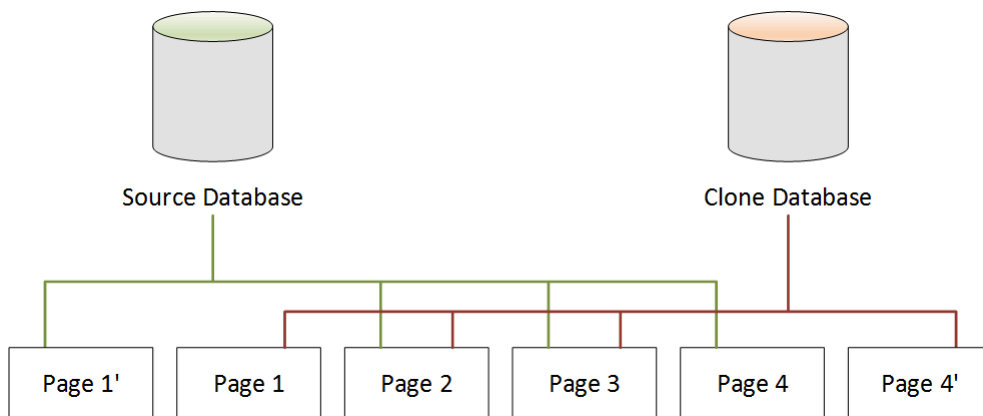 Source Database
Clone Database
Page 1'
Page 1
Page 2
Page 3
Page 4
Page 4'